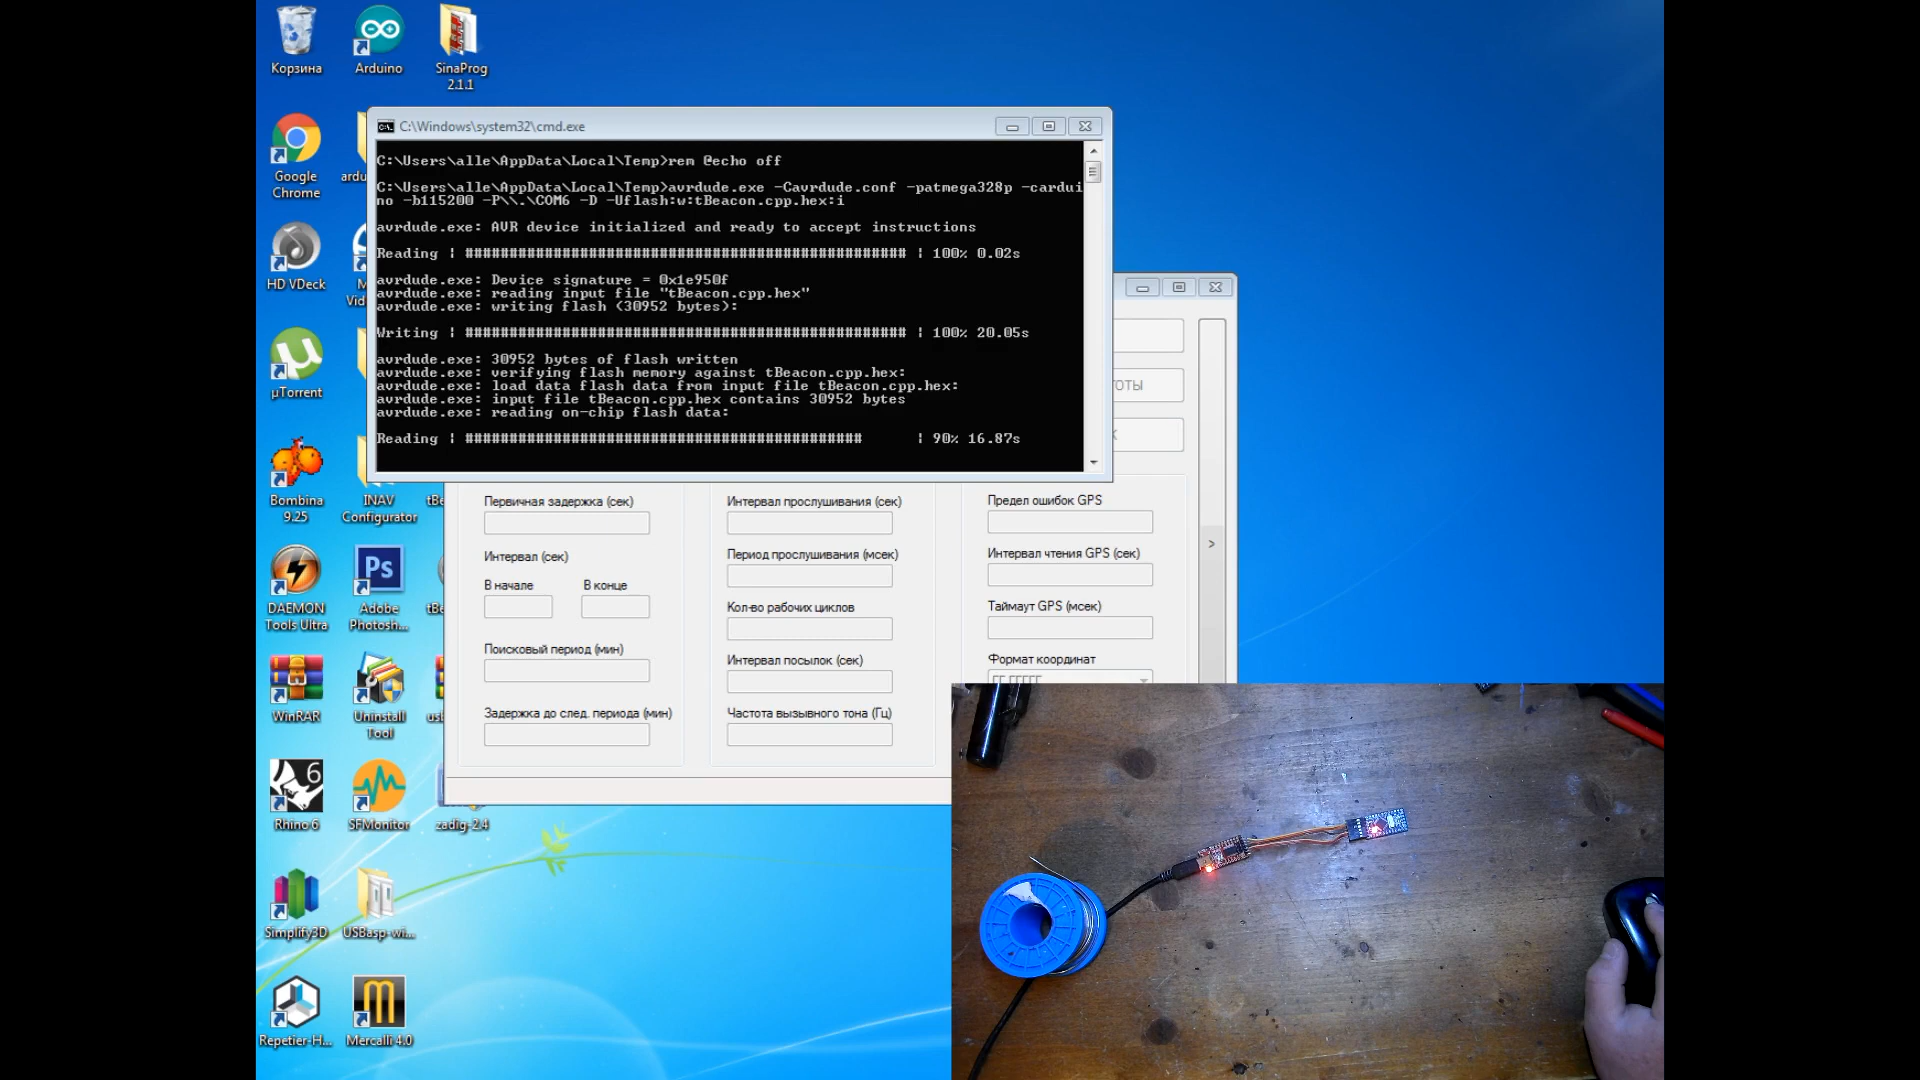 Корзина
Arduino
SinaProg
2.1.1
Google
Chrome
ardu
HD VDeck
M
Vid
µTorrent
Bombina
9.25
INAV
Configurator
tBe
DAEMON
Tools Ultra
Ps
Adobe
Photosh...
tBe
WinRAR
Uninstall
Tool
usb
6
Rhino 6
SFMonitor
zadig-2.4
Simplify3D
USBasp-wi...
Repetier-H...
Mercalli 4.0
C:\Windows\system32\cmd.exe
C:\Users\alle\AppData\Local\Temp>rem @echo off
C:\Users\alle\AppData\Local\Temp>avrdude.exe -Cavrdude.conf -patmega328p -cardui
no -b115200 -P\\.\COM6 -D -Uflash:w:tBeacon.cpp.hex:i
avrdude.exe: AVR device initialized and ready to accept instructions
Reading | ################################################## | 100% 0.02s
avrdude.exe: Device signature = 0x1e950f
avrdude.exe: reading input file "tBeacon.cpp.hex"
avrdude.exe: writing flash (30952 bytes):
Writing | ################################################## | 100% 20.05s
avrdude.exe: 30952 bytes of flash written
avrdude.exe: verifying flash memory against tBeacon.cpp.hex:
avrdude.exe: load data flash data from input file tBeacon.cpp.hex:
avrdude.exe: input file tBeacon.cpp.hex contains 30952 bytes
avrdude.exe: reading on-chip flash data:
Reading | ############################################# | 90% 16.87s
ОТЫ
К
Первичная задержка (сек)
Интервал (сек)
В начале
В конце
Поисковый период (мин)
Задержка до след. периода (мин)
Интервал прослушивания (сек)
Период прослушивания (мсек)
Кол-во рабочих циклов
Интервал посылок (сек)
Частота вызывного тона (Гц)
Предел ошибок GPS
Интервал чтения GPS (сек)
Таймаут GPS (мсек)
Формат координат
>